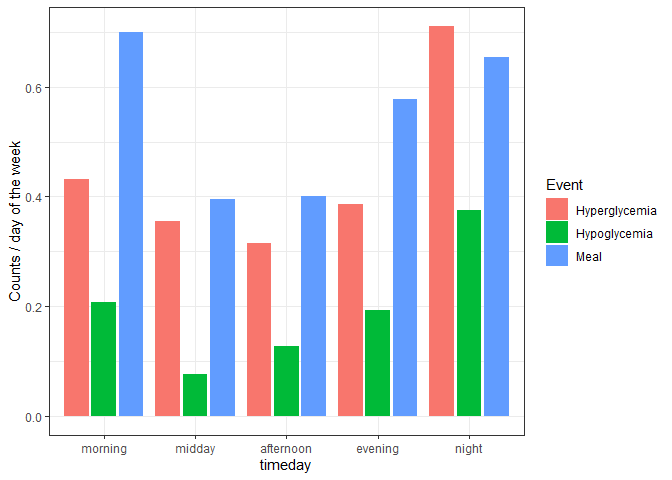 Counts / day of the week
0.6
0.4
0.2
0.0
morning midday afternoon evening night
timeday
Event
Hyperglycemia
Hypoglycemia
Meal